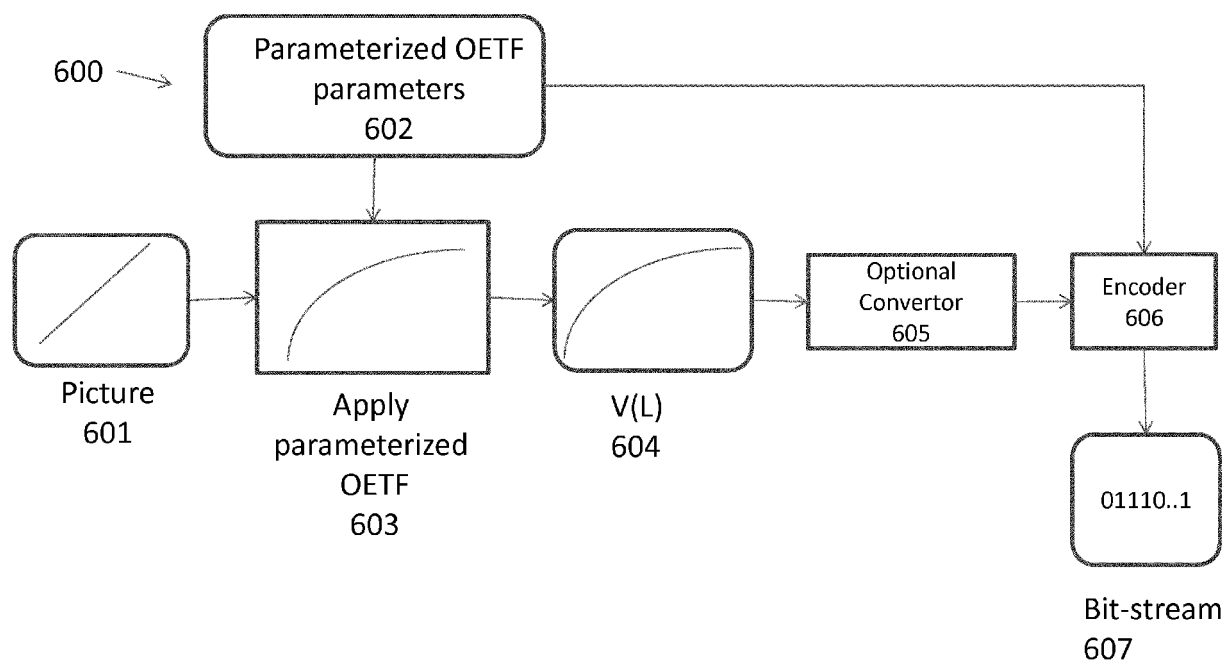 600
Parameterized OETF
parameters
602
Picture
601
Apply
parameterized
OETF
603
V(L)
604
Optional
Convertor
605
Encoder
606
01110..1
Bit-stream
607